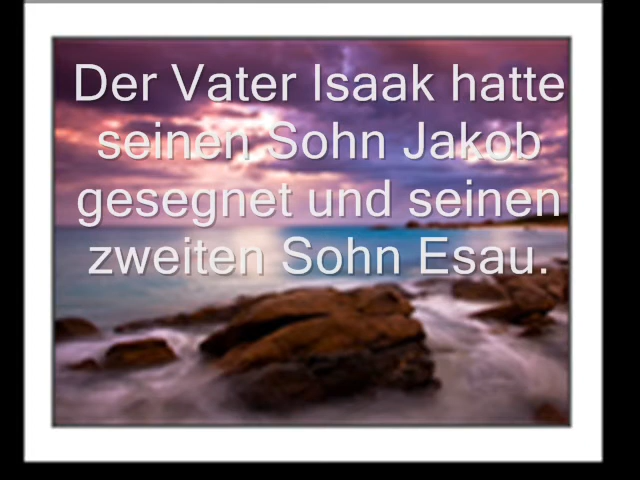 Der Vater Isaak hatte
seinen Sohn Jakob
gesegnet und seinen
zweiten Sohn Esau.